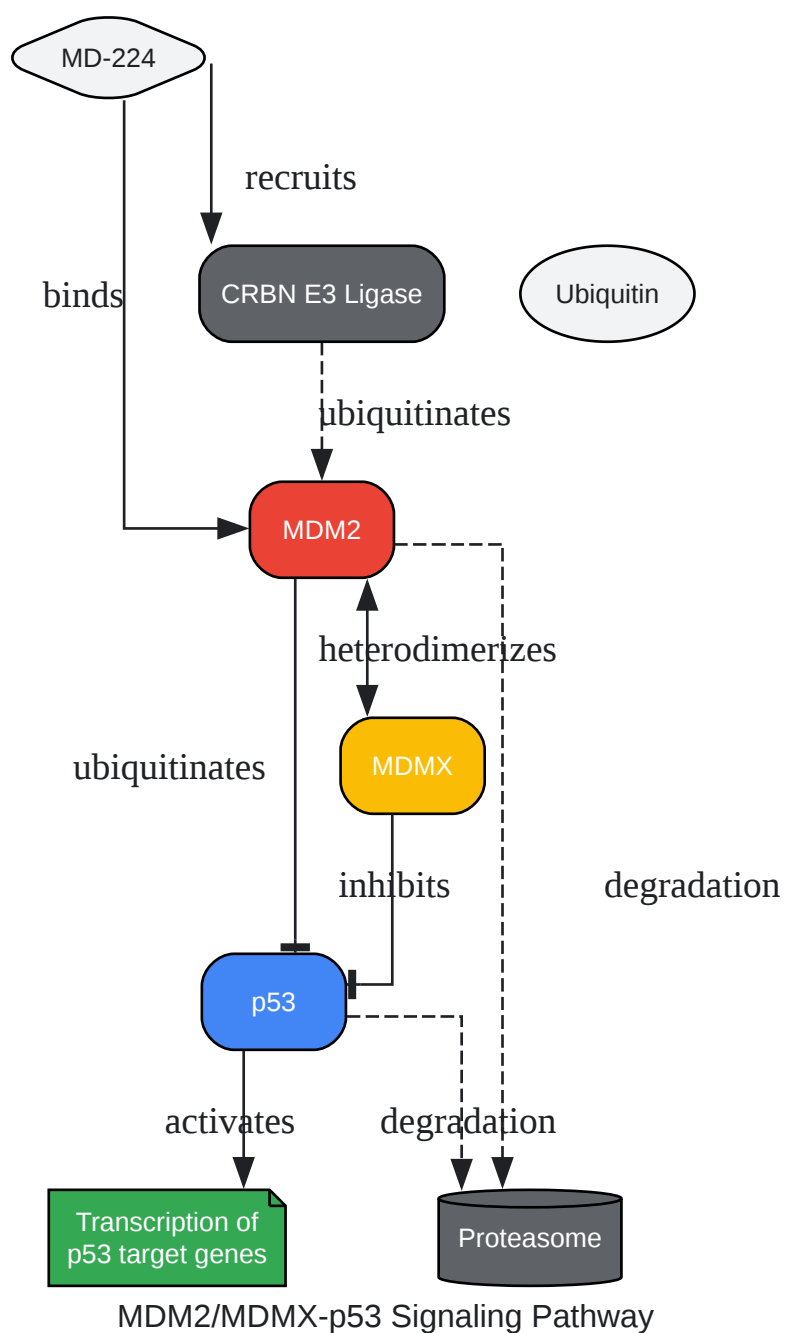 MD-224
recruits
binds
CRBN E3 Ligase
Ubiquitin
ubiquitinates
MDM2
heterodimerizes
ubiquitinates
MDMX
inhibits
degradation
p53
activates
degradation
Transcription of
p53 target genes
Proteasome
MDM2/MDMX-p53 Signaling Pathway